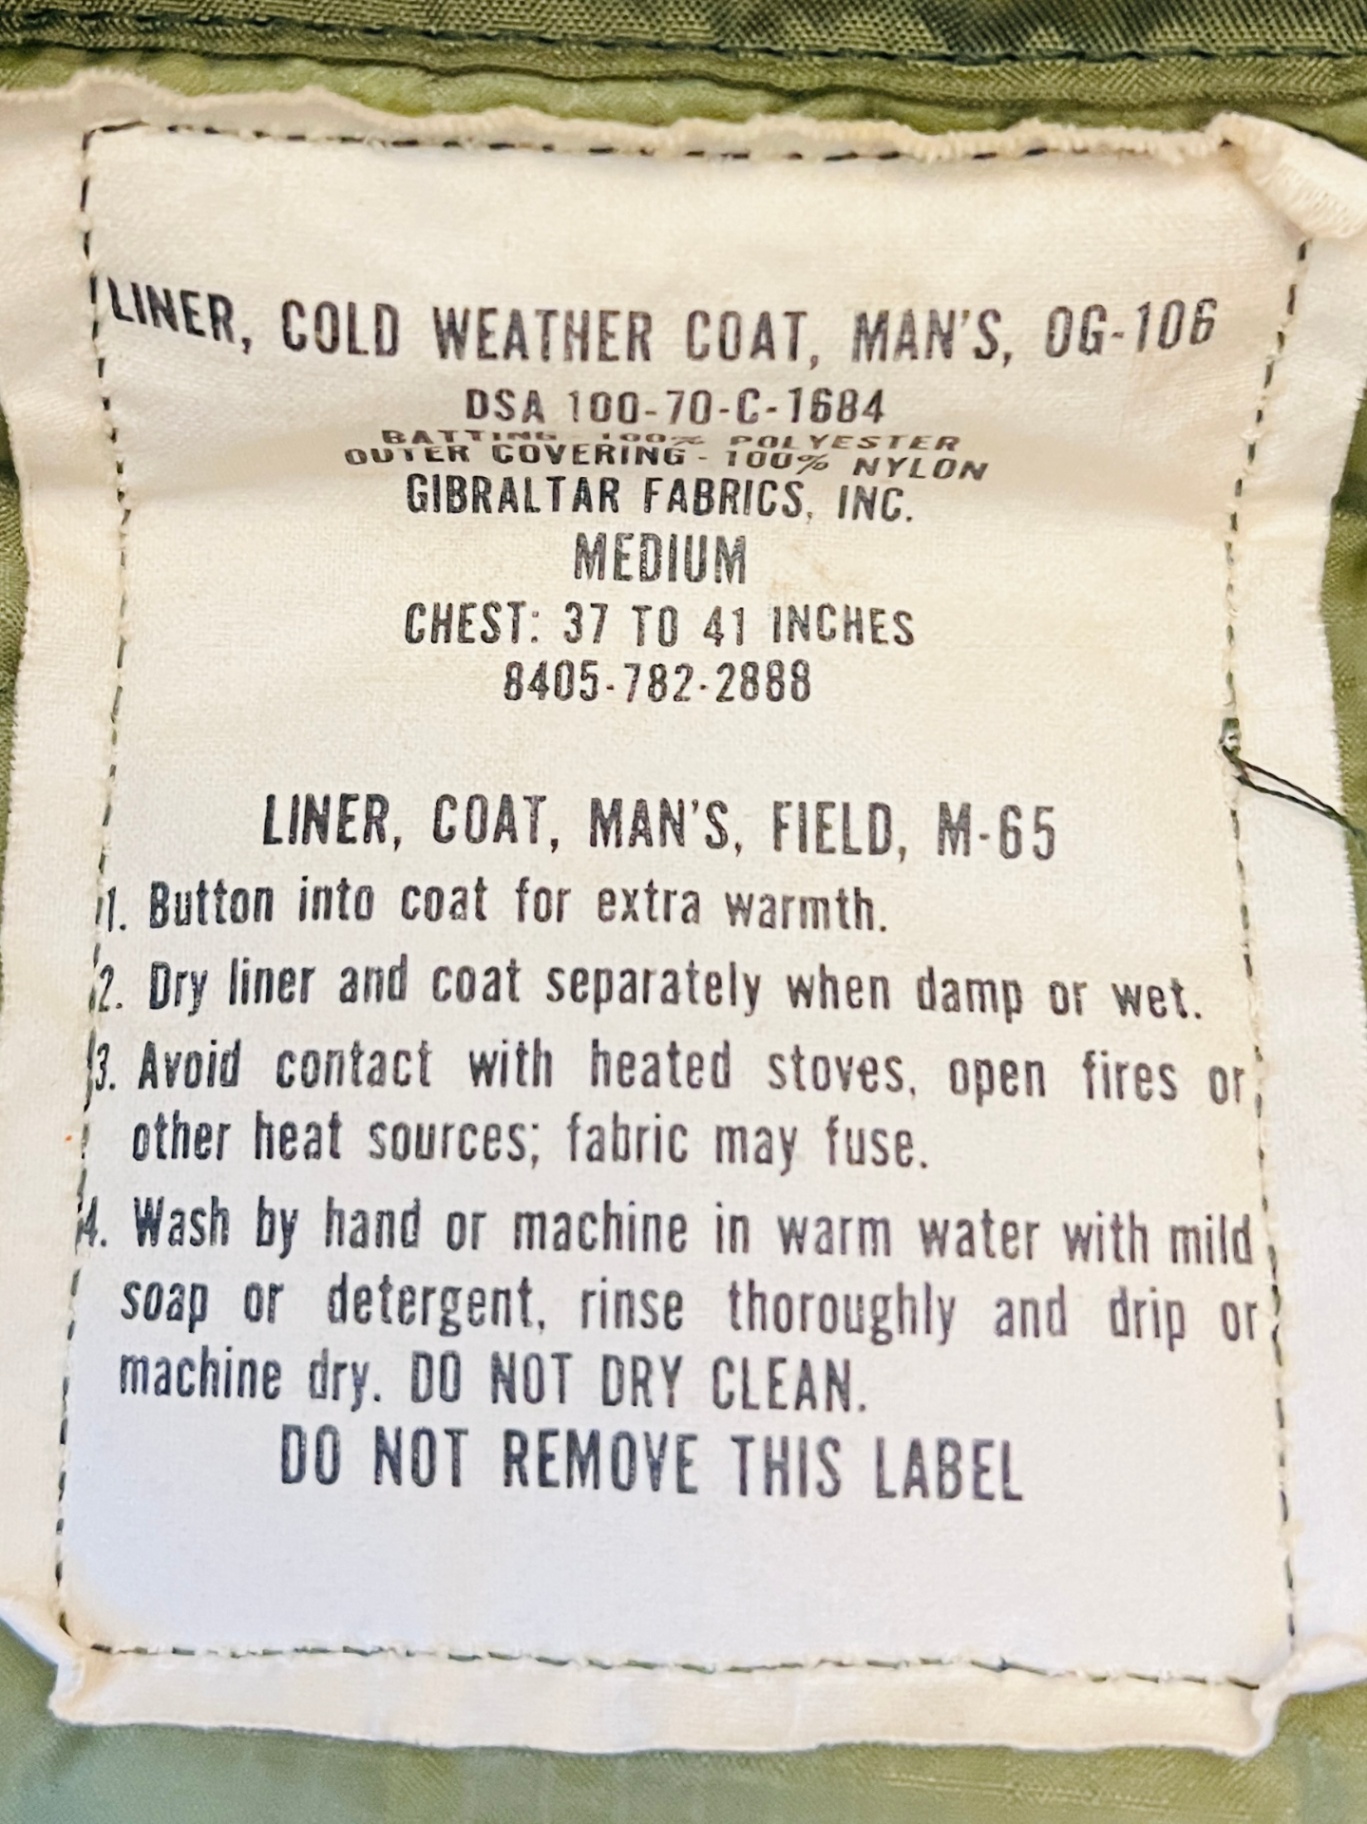 LINER, COLD WEATHER COAT, MAN'S, OG-106
DSA 100-70-C-1684
BATTING - 100% POLYESTER
OUTER COVERING - 100% NYLON
GIBRALTAR FABRICS, INC.
MEDIUM
CHEST: 37 TO 41 INCHES
8405-782-2888
LINER, COAT, MAN'S, FIELD, M-65
1. Button into coat for extra warmth.
2. Dry liner and coat separately when damp or wet.
3. Avoid contact with heated stoves, open fires or
other heat sources; fabric may fuse.
4. Wash by hand or machine in warm water with mild
soap or detergent, rinse thoroughly and drip or
machine dry. DO NOT DRY CLEAN.
DO NOT REMOVE THIS LABEL